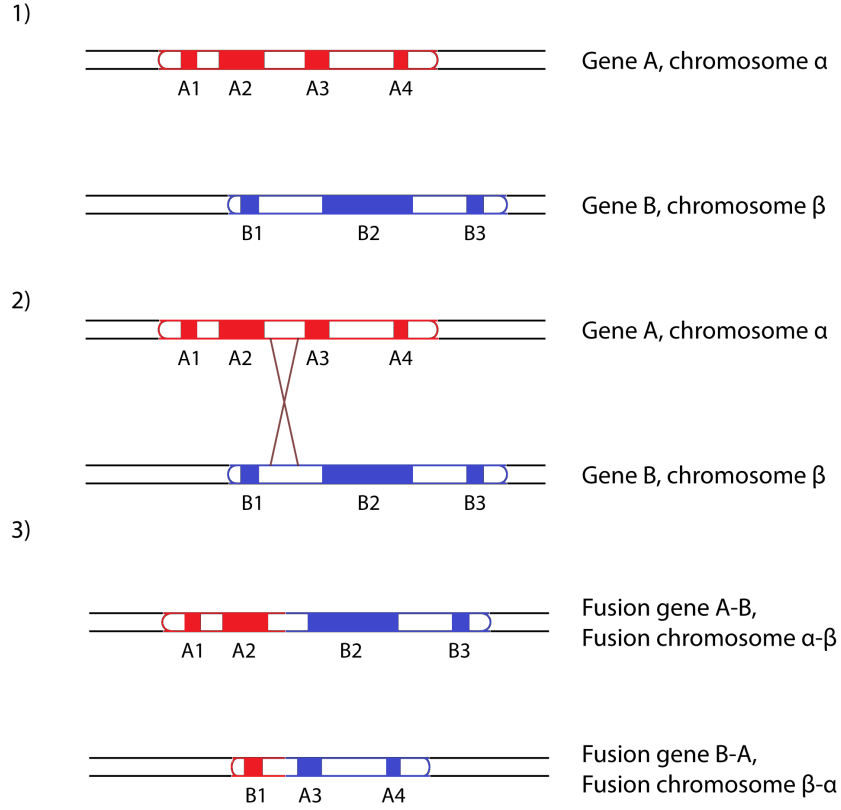 1)
Gene A, chromosome α
A1 A2 A3 A4
Gene B, chromosome β
B1 B2 B3
2)
Gene A, chromosome α
A1 A2 A3 A4
Gene B, chromosome β
B1 B2 B3
3)
Fusion gene A-B,
Fusion chromosome α-β
A1 A2 B2 B3
Fusion gene B-A,
Fusion chromosome β-α
B1 A3 A4